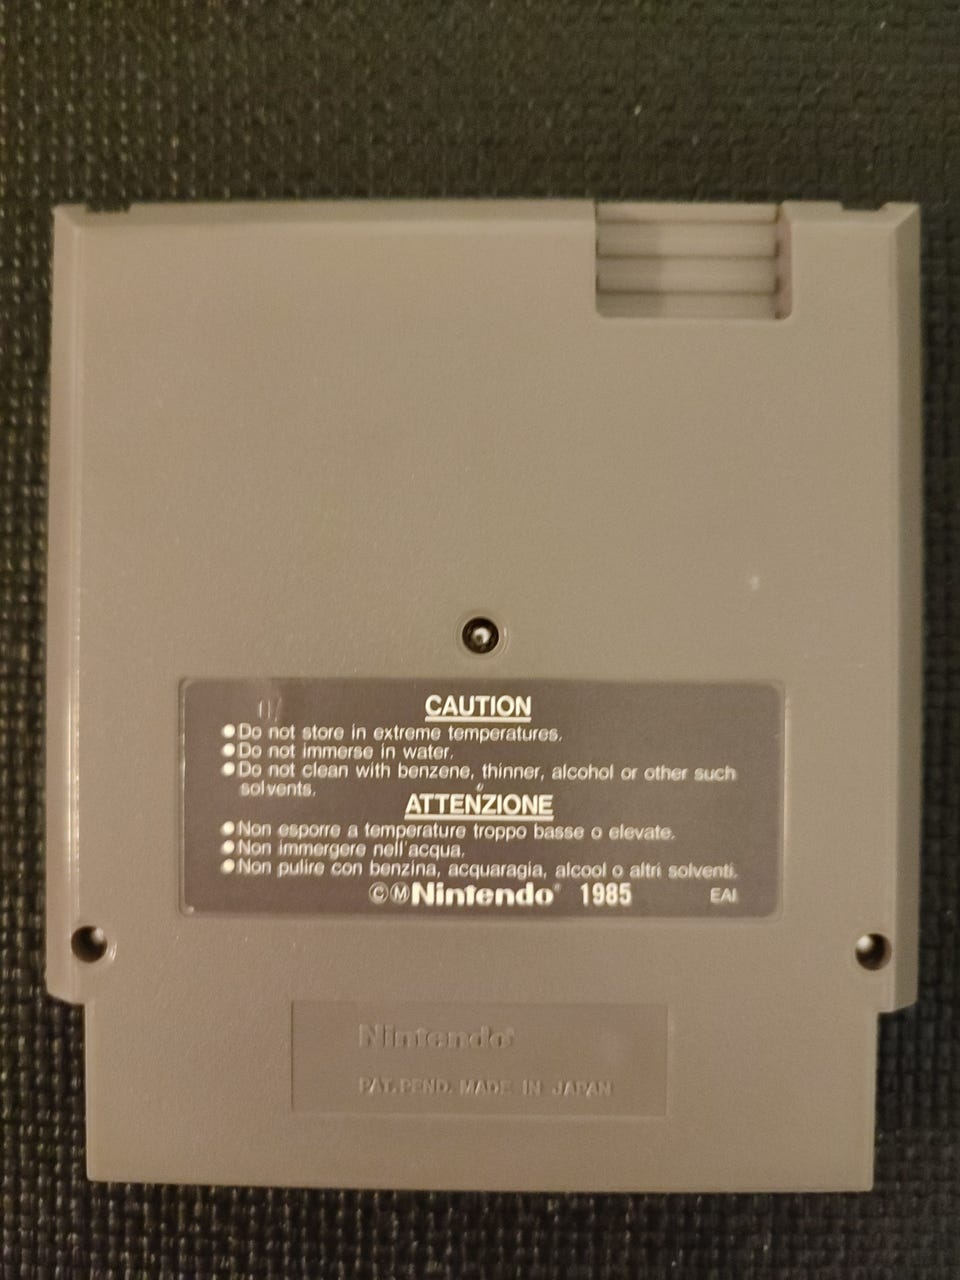 CAUTION
●Do not store in extreme temperatures.
●Do not immerse in water.
●Do not clean with benzene, thinner, alcohol or other such
solvents.
ATTENZIONE
●Non esporre a temperature troppo basse o elevate.
●Non immergere nell'acqua.
●Non pulire con benzina, acquaragia, alcool o altri solventi.
©Ⓜ Nintendo® 1985 EAI
Nintendo®
PAT. PEND. MADE IN JAPAN